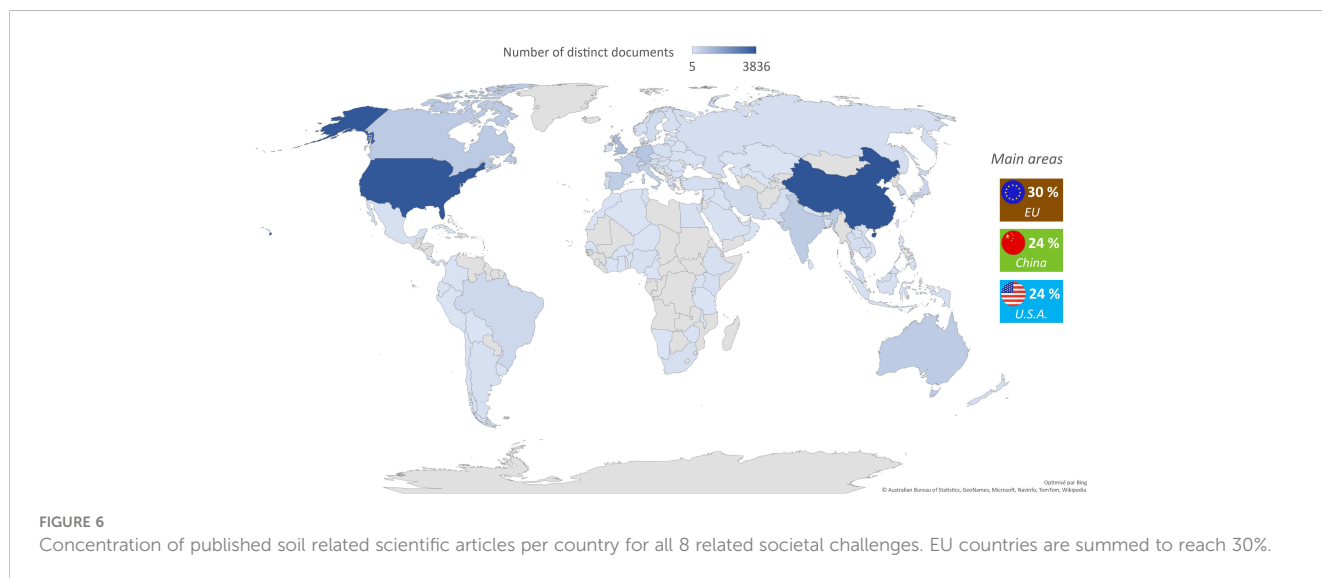 Number of distinct documents
5 3836
Main areas
30 %
EU
24 %
China
24 %
U.S.A.
Optimisé par Bing
© Australian Bureau of Statistics, GeoNames, Microsoft, Navinfo, TomTom, Wikipedia
FIGURE 6
Concentration of published soil related scientific articles per country for all 8 related societal challenges. EU countries are summed to reach 30%.